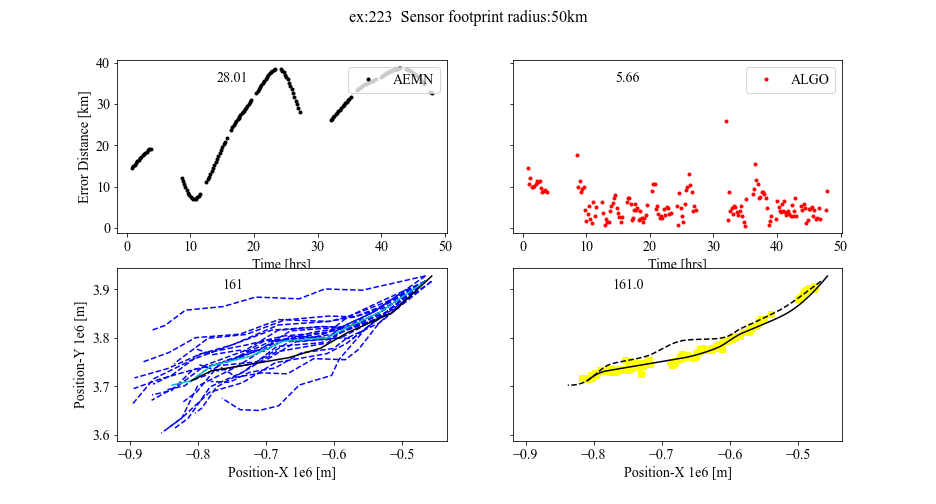 ex:223 Sensor footprint radius:50km
28.01
AEMN
5.66
ALGO
40
30
20
10
0
Error Distance [km]
0 10 20 30 40 50
0 10 20 30 40 50
Time [hrs]
Time [hrs]
161
161.0
3.9
3.8
3.7
3.6
Position-Y 1e6 [m]
−0.9 −0.8 −0.7 −0.6 −0.5
−0.9 −0.8 −0.7 −0.6 −0.5
Position-X 1e6 [m]
Position-X 1e6 [m]